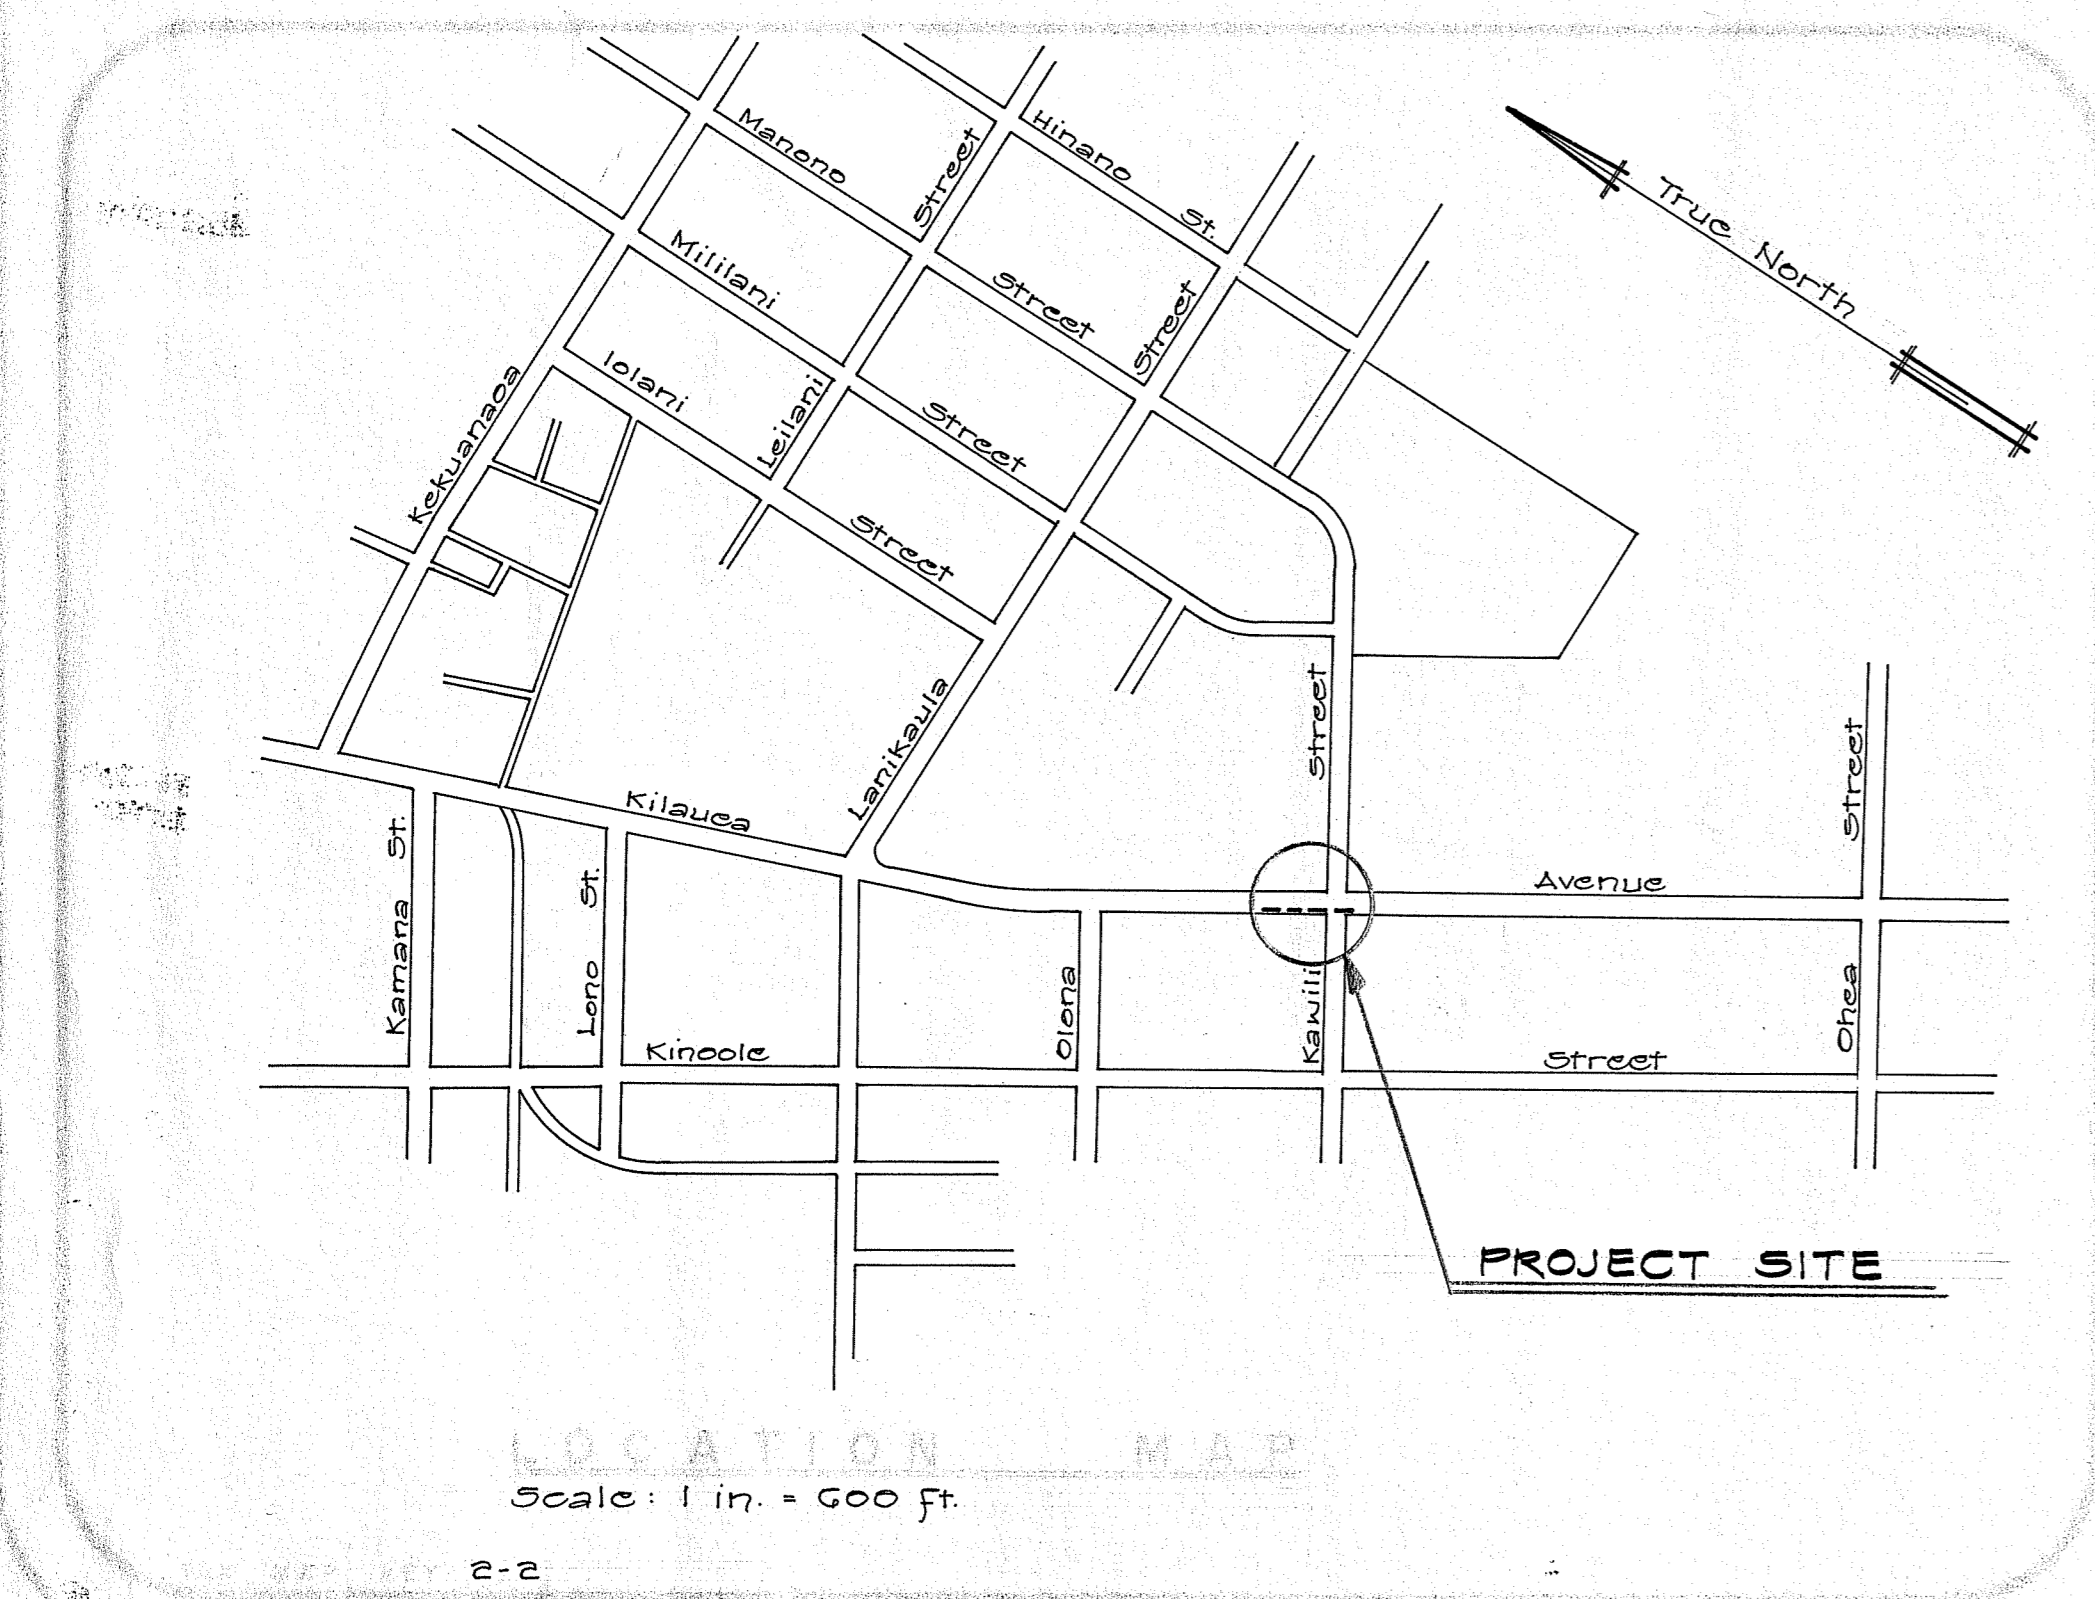 Manono
Street
Hinano
St.
True North
Mililani
Street
Street
Iolani
Leilani
Street
Kekuanaoa
Street
Lanikaula
Street
Street
Kilauea
Avenue
Kamana St.
Lono St.
Olona
Kawili
Ohea
Kinoole
Street
PROJECT SITE
LOCATION MAP
Scale: 1 in. = 600 ft.
2-2